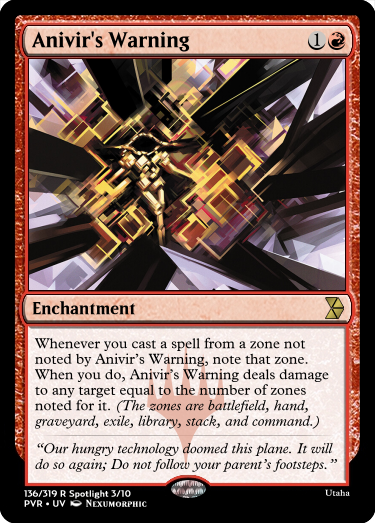 Anivir's Warning
1
Enchantment
Whenever you cast a spell from a zone not
noted by Anivir's Warning, note that zone.
When you do, Anivir's Warning deals damage
to any target equal to the number of zones
noted for it. (The zones are battlefield, hand,
graveyard, exile, library, stack, and command.)
“Our hungry technology doomed this plane. It will
do so again; Do not follow your parent's footsteps.”
136/319 R Spotlight 3/10
Utaha
PVR • UV Nexumorphic